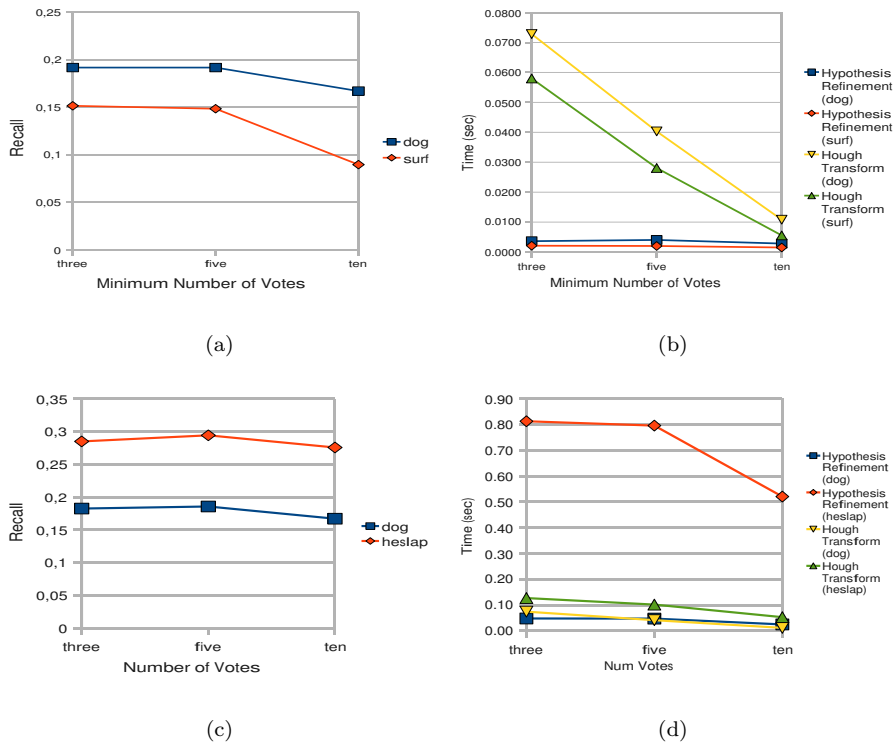 0,25
0,2
0,15
0,1
0,05
0
Recall
three
five
ten
Minimum Number of Votes
dog
surf
(a)
0.0800
0.0700
0.0600
0.0500
0.0400
0.0300
0.0200
0.0100
0.0000
Time (sec)
three
five
ten
Minimum Number of Votes
Hypothesis
Refinement
(dog)
Hypothesis
Refinement
(surf)
Hough
Transform
(dog)
Hough
Transform
(surf)
(b)
0,35
0,3
0,25
0,2
0,15
0,1
0,05
0
Recall
three
five
ten
Number of Votes
dog
heslap
(c)
0.90
0.80
0.70
0.60
0.50
0.40
0.30
0.20
0.10
0.00
Time (sec)
three
five
ten
Num Votes
Hypothesis
Refinement
(dog)
Hypothesis
Refinement
(heslap)
Hough
Transform
(dog)
Hough
Transform
(heslap)
(d)